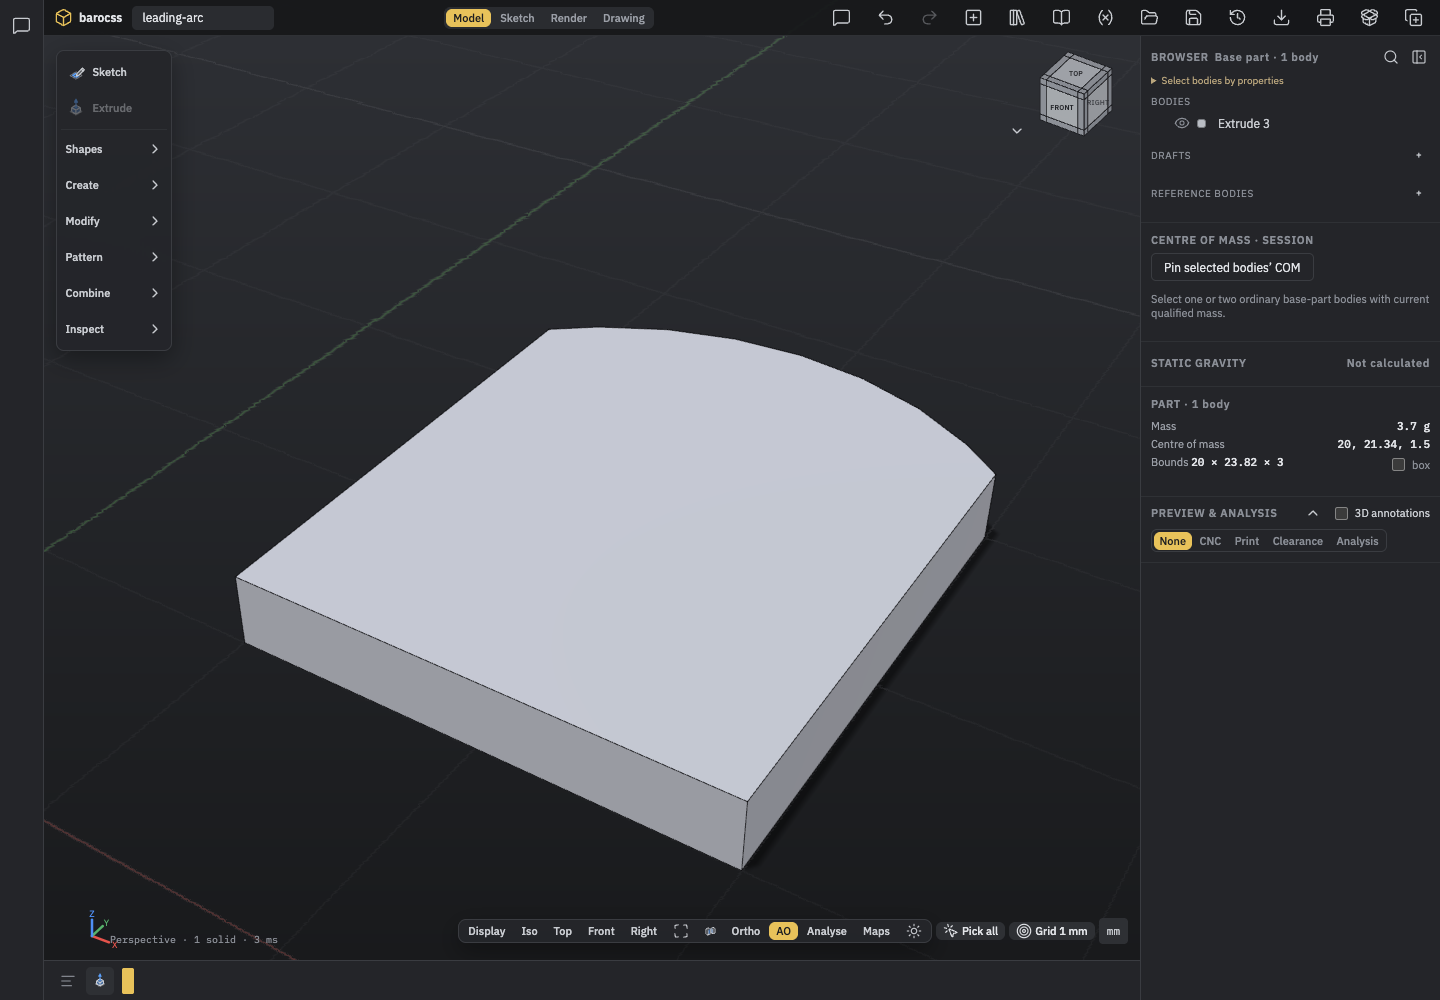 barocss
leading-arc
Model Sketch Render Drawing
Sketch
Extrude
Shapes
Create
Modify
Pattern
Combine
Inspect
TOP
FRONT
RIGHT
BROWSER Base part · 1 body
Select bodies by properties
BODIES
Extrude 3
DRAFTS +
REFERENCE BODIES +
CENTRE OF MASS · SESSION
Pin selected bodies’ COM
Select one or two ordinary base-part bodies with current
qualified mass.
STATIC GRAVITY Not calculated
PART · 1 body
Mass 3.7 g
Centre of mass 20, 21.34, 1.5
Bounds 20 × 23.82 × 3 box
PREVIEW & ANALYSIS 3D annotations
None CNC Print Clearance Analysis
Z
Y
X
Perspective · 1 solid · 3 ms
Display Iso Top Front Right Ortho AO Analyse Maps Pick all Grid 1 mm mm